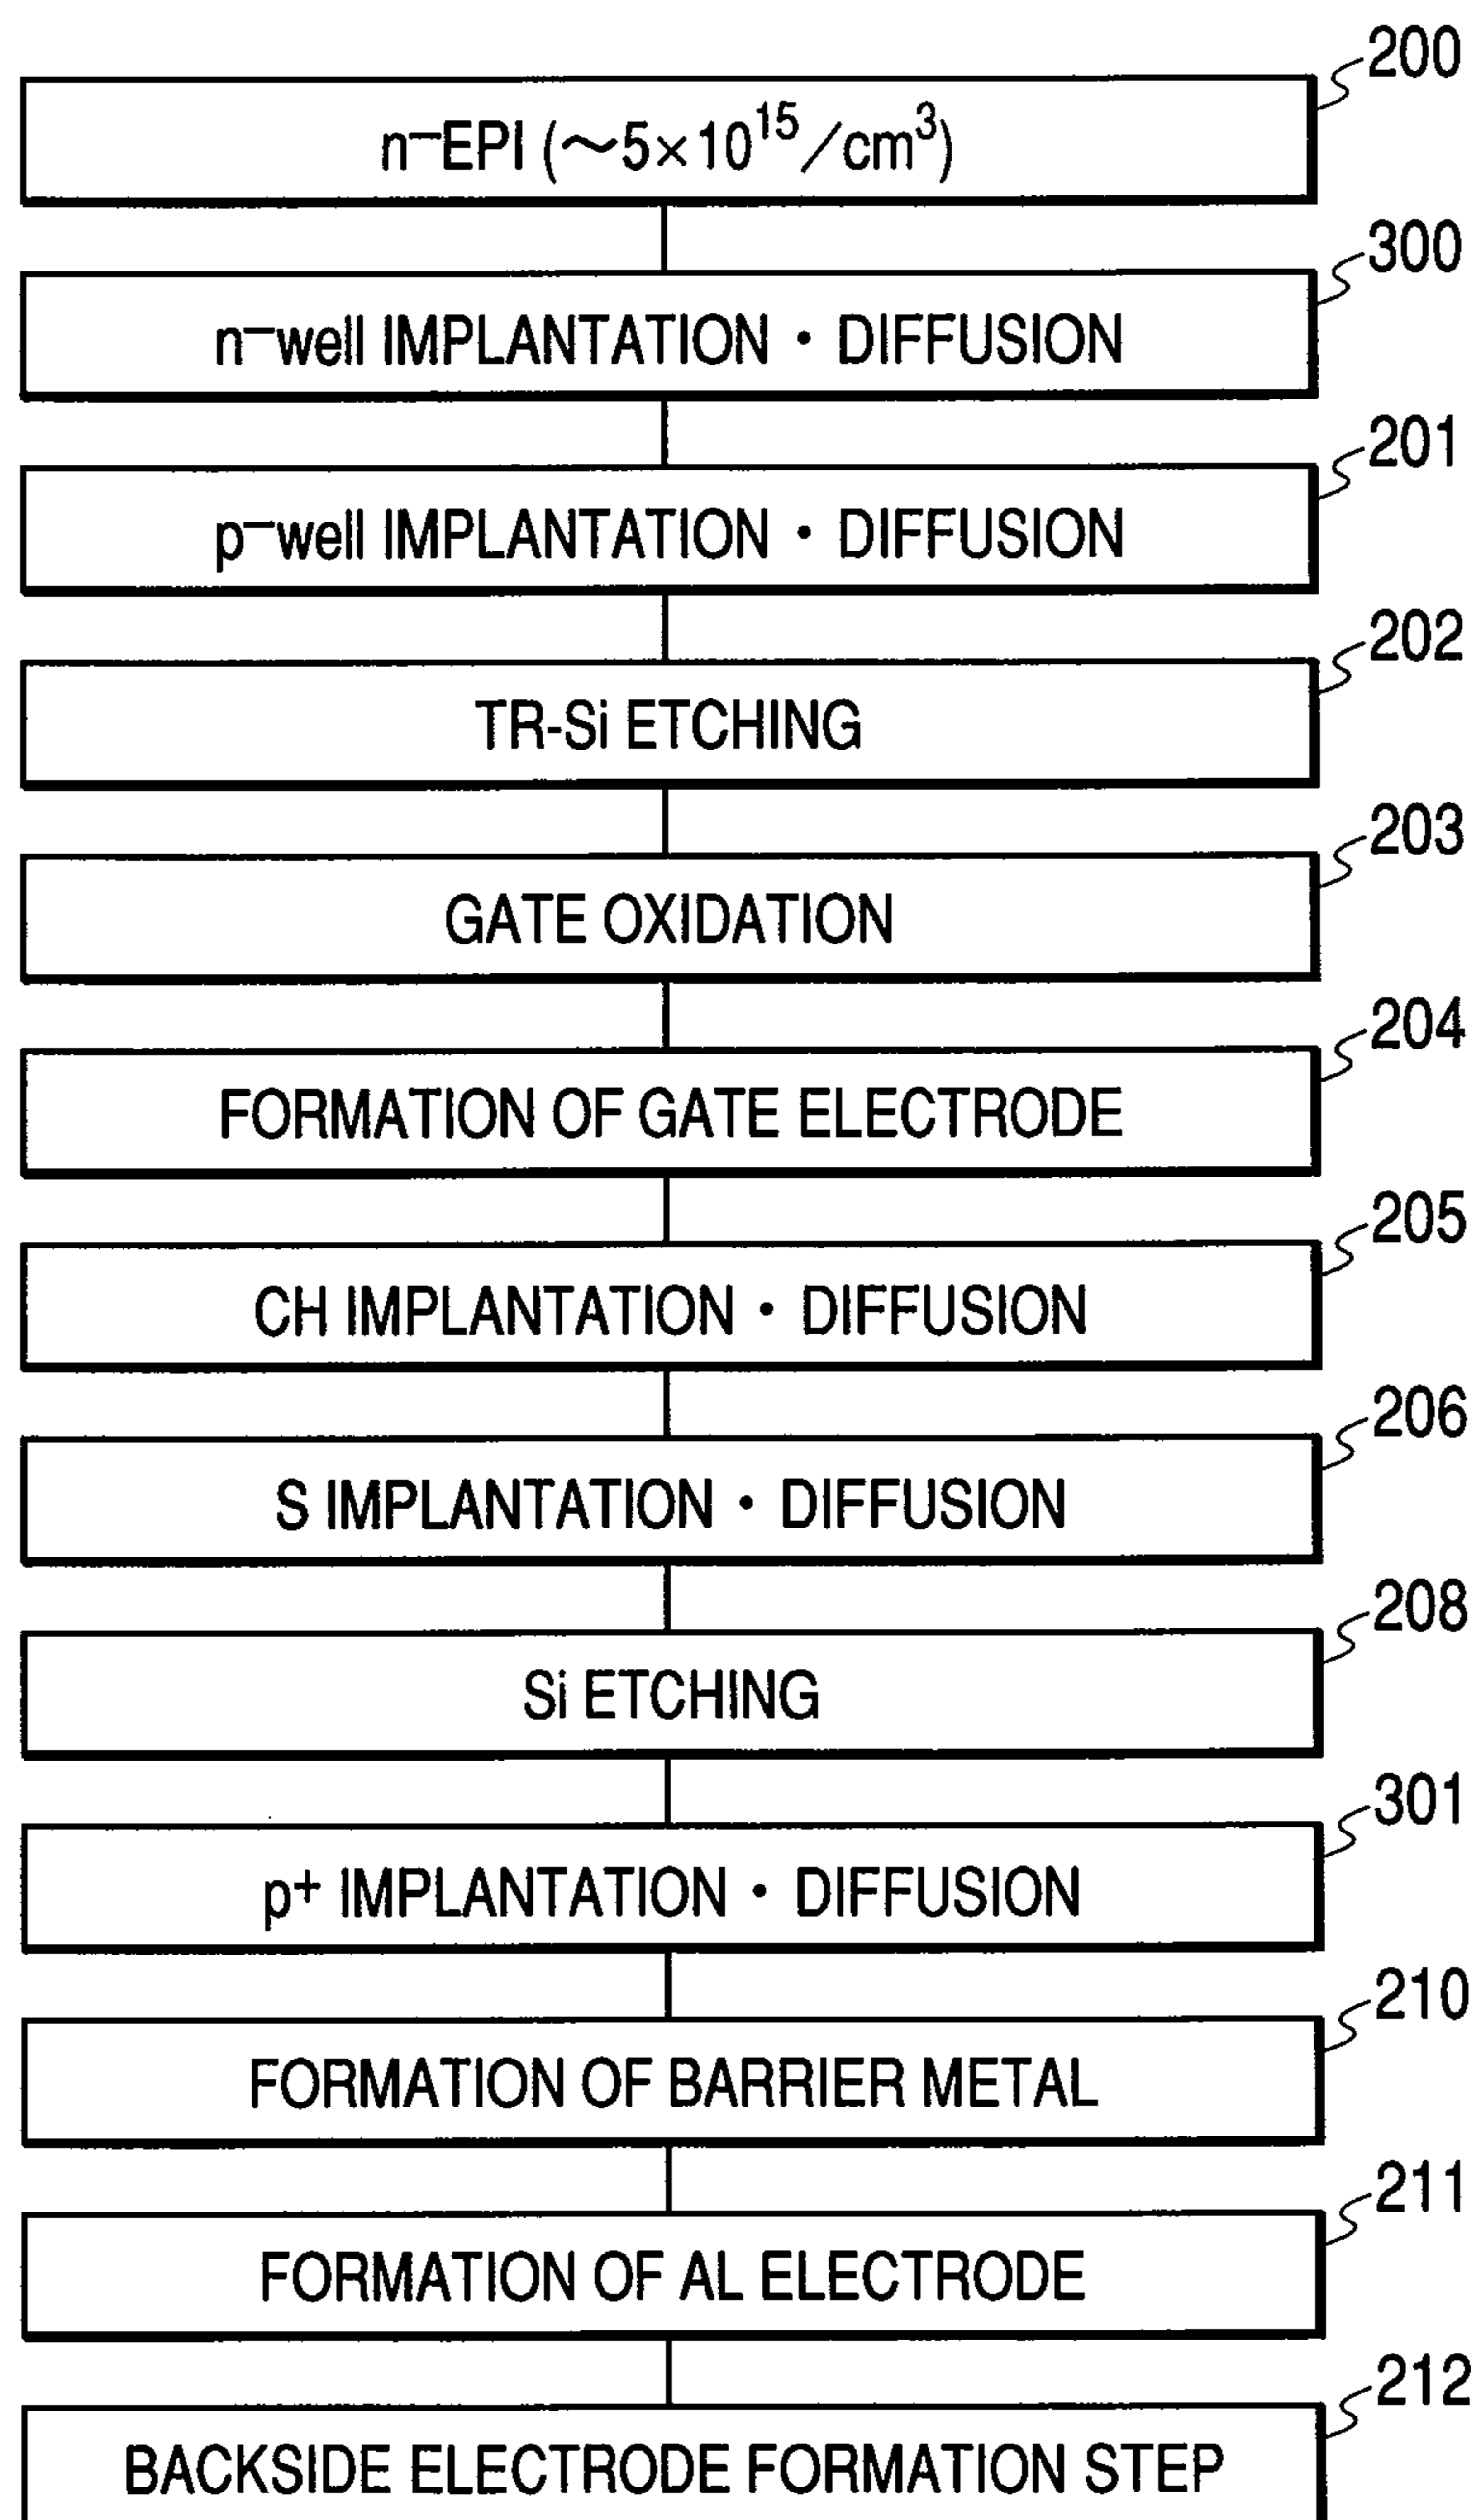 200
n⁻EPI (〜5×10¹⁵/cm³)
300
n⁻well IMPLANTATION・DIFFUSION
201
p⁻well IMPLANTATION・DIFFUSION
202
TR-Si ETCHING
203
GATE OXIDATION
204
FORMATION OF GATE ELECTRODE
205
CH IMPLANTATION・DIFFUSION
206
S IMPLANTATION・DIFFUSION
208
Si ETCHING
301
p⁺ IMPLANTATION・DIFFUSION
210
FORMATION OF BARRIER METAL
211
FORMATION OF AL ELECTRODE
212
BACKSIDE ELECTRODE FORMATION STEP